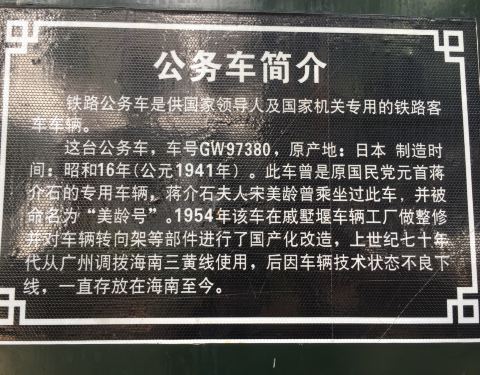 公务车简介
铁路公务车是供国家领导人及国家机关专用的铁路客
车车辆。
这台公务车，车号GW97380，原产地：日本 制造时
间：昭和16年(公元1941年)。此车曾是原国民党元首蒋
介石的专用车辆，蒋介石夫人宋美龄曾乘坐过此车，并被
命名为“美龄号”。1954年该车在戚墅堰车辆工厂做整修
并对车辆转向架等部件进行了国产化改造，上世纪七十年
代从广州调拨海南三黄线使用，后因车辆技术状态不良下
线，一直存放在海南至今。